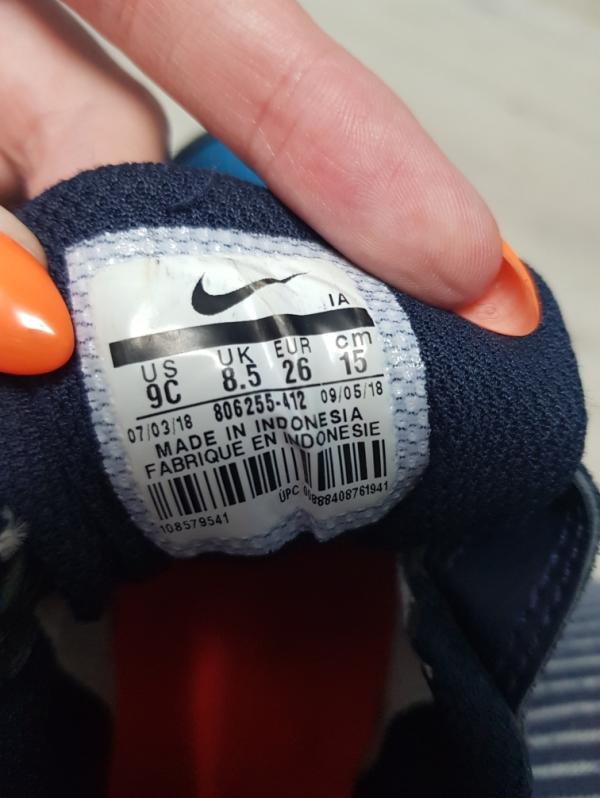 IA
US UK EUR cm
9C 8.5 26 15
07/03/18 806255-412 09/05/18
MADE IN INDONESIA
FABRIQUE EN INDONESIE
108579541 UPC 00888408761941